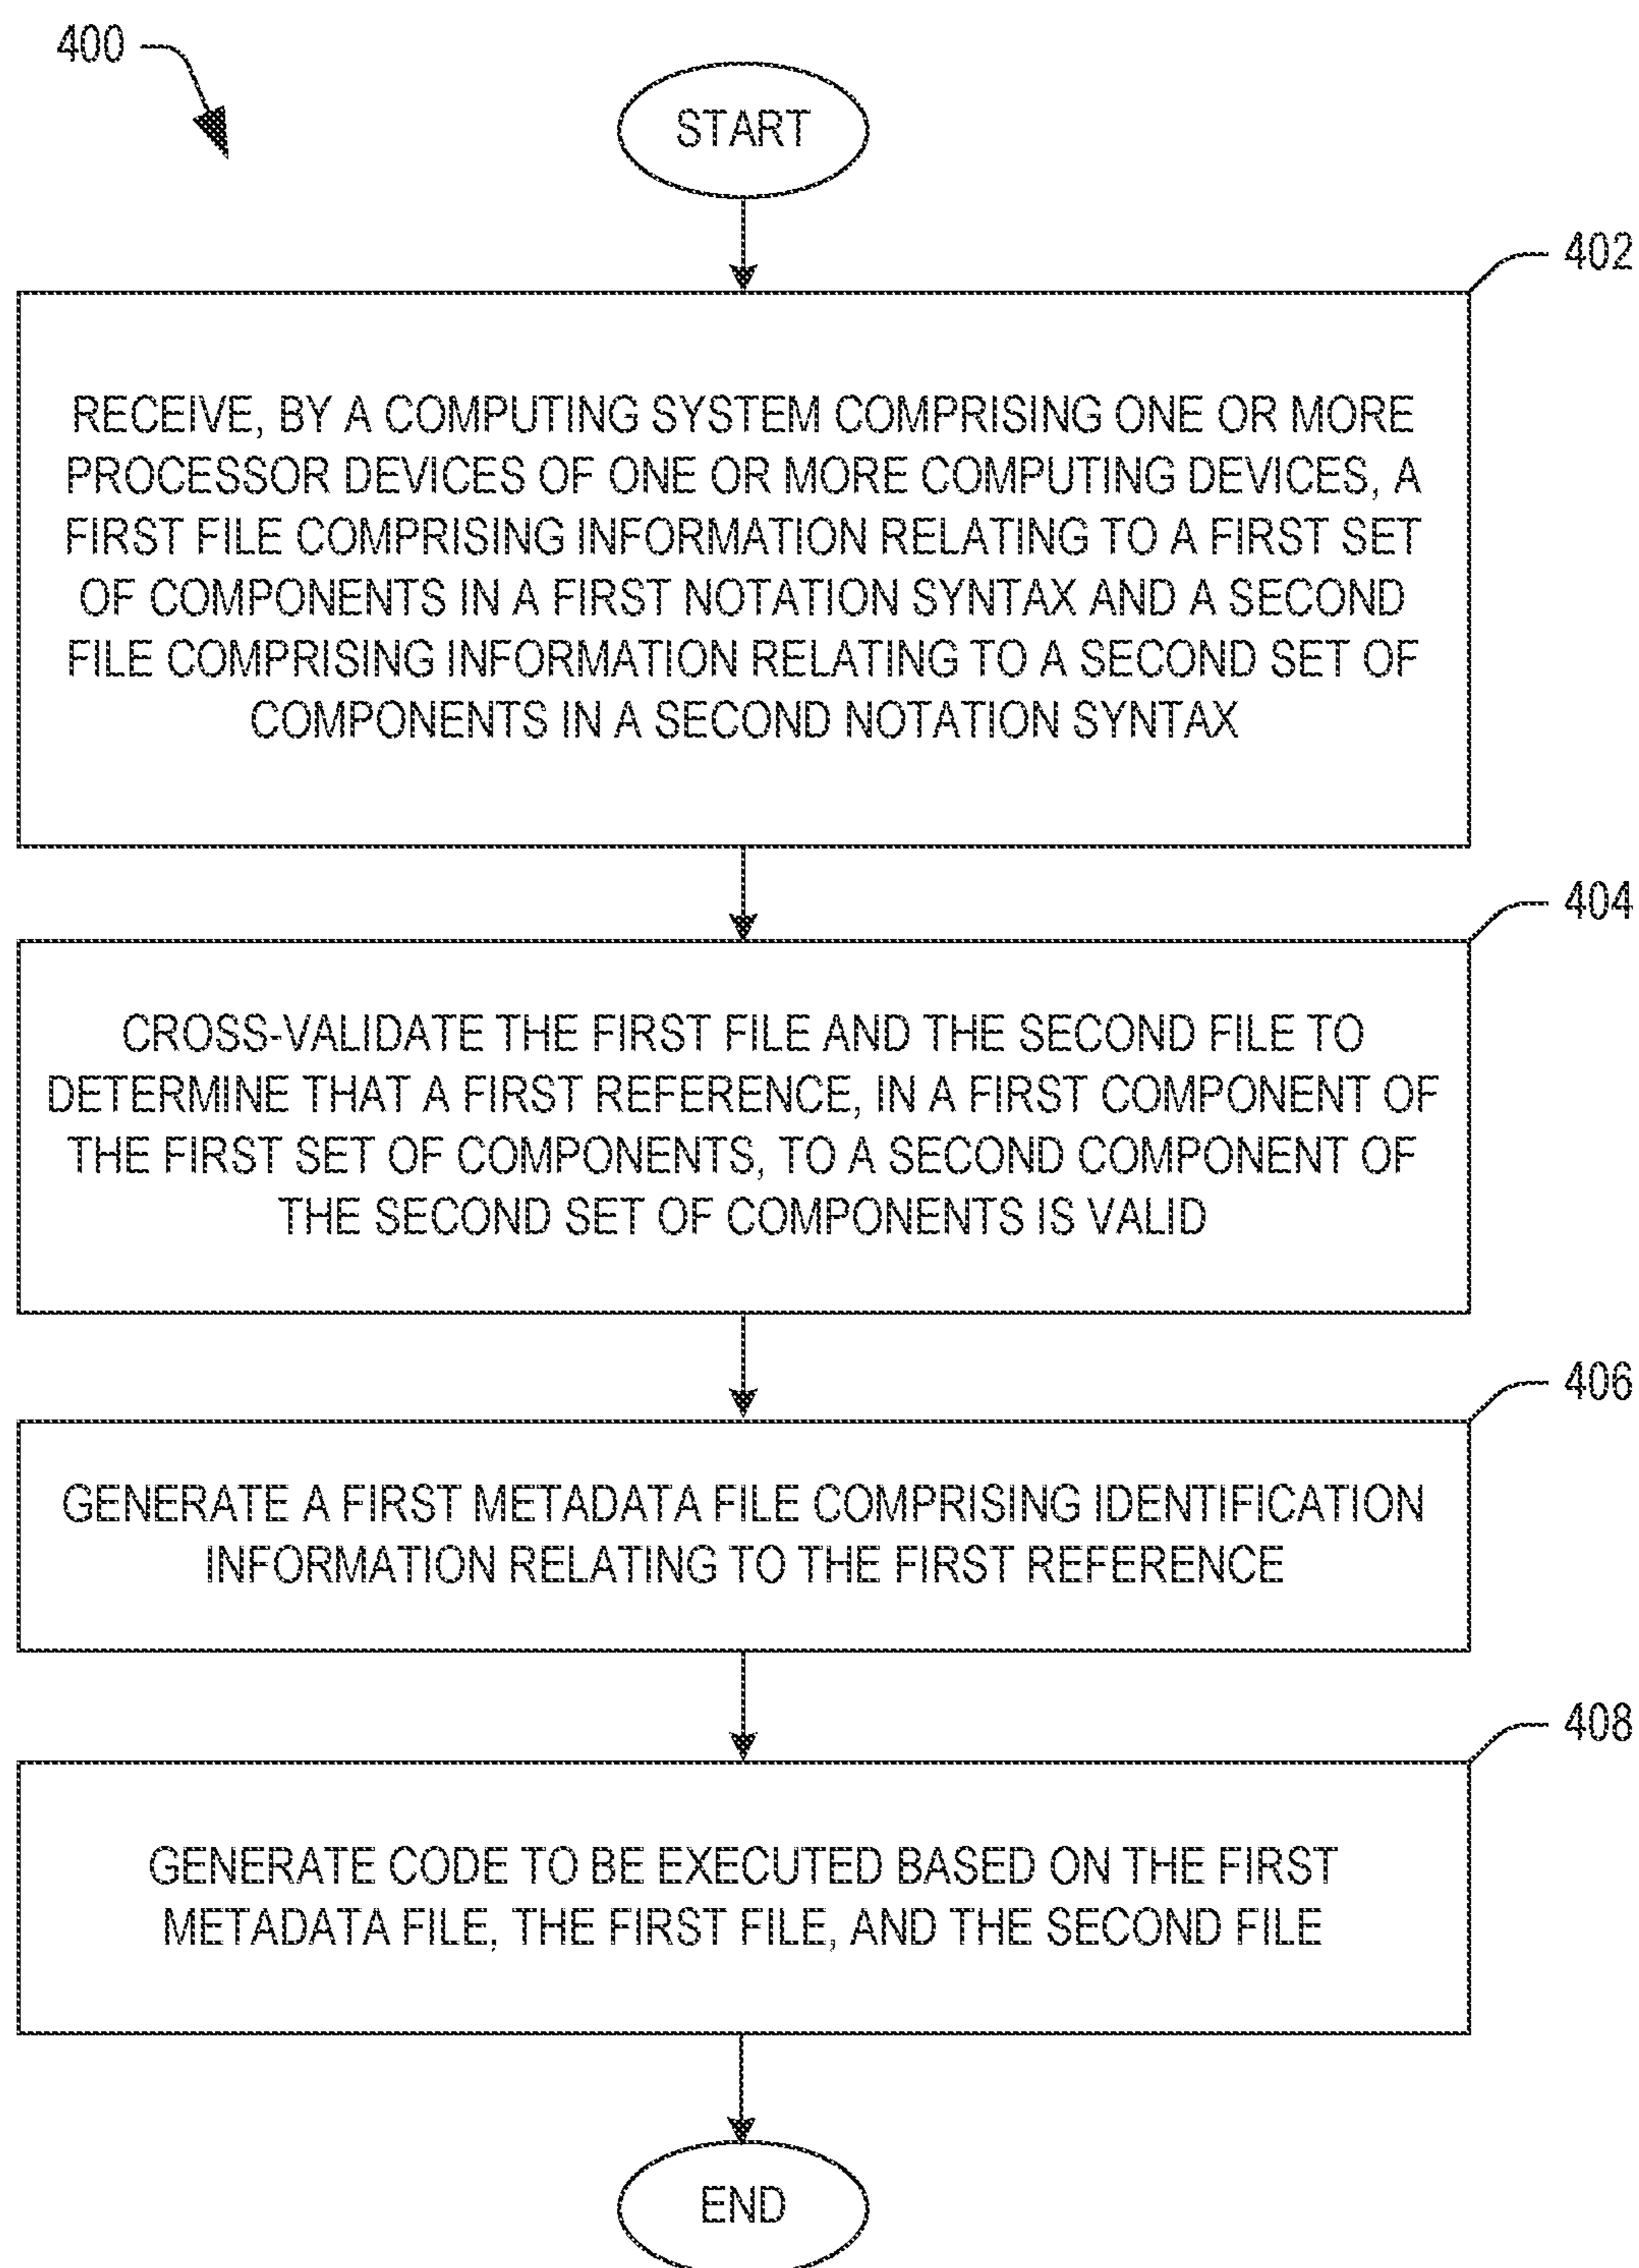 400
START
402
RECEIVE, BY A COMPUTING SYSTEM COMPRISING ONE OR MORE
PROCESSOR DEVICES OF ONE OR MORE COMPUTING DEVICES, A
FIRST FILE COMPRISING INFORMATION RELATING TO A FIRST SET
OF COMPONENTS IN A FIRST NOTATION SYNTAX AND A SECOND
FILE COMPRISING INFORMATION RELATING TO A SECOND SET OF
COMPONENTS IN A SECOND NOTATION SYNTAX
404
CROSS-VALIDATE THE FIRST FILE AND THE SECOND FILE TO
DETERMINE THAT A FIRST REFERENCE, IN A FIRST COMPONENT OF
THE FIRST SET OF COMPONENTS, TO A SECOND COMPONENT OF
THE SECOND SET OF COMPONENTS IS VALID
406
GENERATE A FIRST METADATA FILE COMPRISING IDENTIFICATION
INFORMATION RELATING TO THE FIRST REFERENCE
408
GENERATE CODE TO BE EXECUTED BASED ON THE FIRST
METADATA FILE, THE FIRST FILE, AND THE SECOND FILE
END